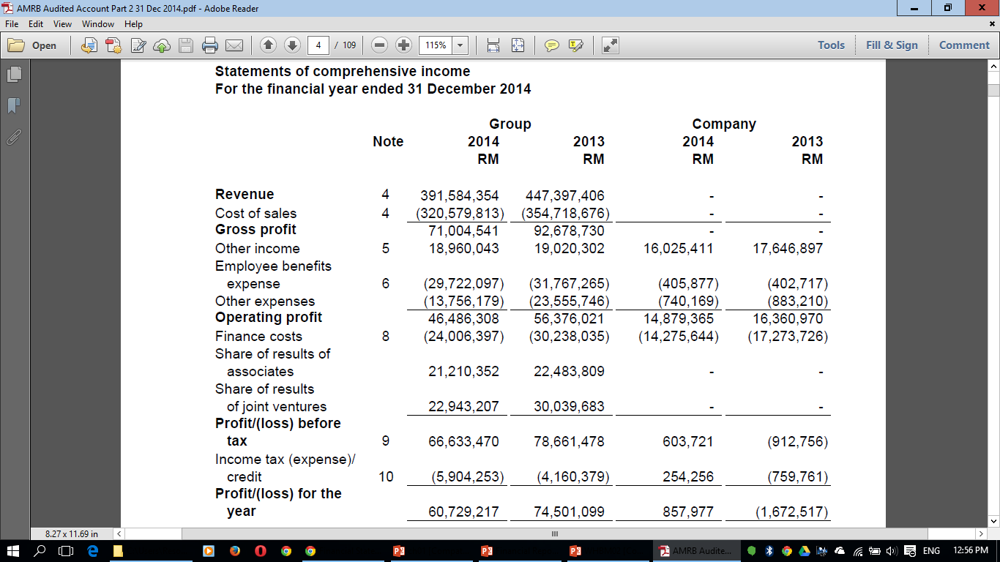 AMRB Audited Account Part 2 31 Dec 2014.pdf - Adobe Reader
File Edit View Window Help
Open 4 / 109 115% Tools Fill & Sign Comment
Statements of comprehensive income
For the financial year ended 31 December 2014
Group Company
Note 2014 2013 2014 2013
RM RM RM RM
Revenue 4 391,584,354 447,397,406 - -
Cost of sales 4 (320,579,813) (354,718,676) - -
Gross profit 71,004,541 92,678,730 - -
Other income 5 18,960,043 19,020,302 16,025,411 17,646,897
Employee benefits
expense 6 (29,722,097) (31,767,265) (405,877) (402,717)
Other expenses (13,756,179) (23,555,746) (740,169) (883,210)
Operating profit 46,486,308 56,376,021 14,879,365 16,360,970
Finance costs 8 (24,006,397) (30,238,035) (14,275,644) (17,273,726)
Share of results of
associates 21,210,352 22,483,809 - -
Share of results
of joint ventures 22,943,207 30,039,683 - -
Profit/(loss) before
tax 9 66,633,470 78,661,478 603,721 (912,756)
Income tax (expense)/
credit 10 (5,904,253) (4,160,379) 254,256 (759,761)
Profit/(loss) for the
year 60,729,217 74,501,099 857,977 (1,672,517)
8.27 x 11.69 in
AMRB Audite... ENG 12:56 PM